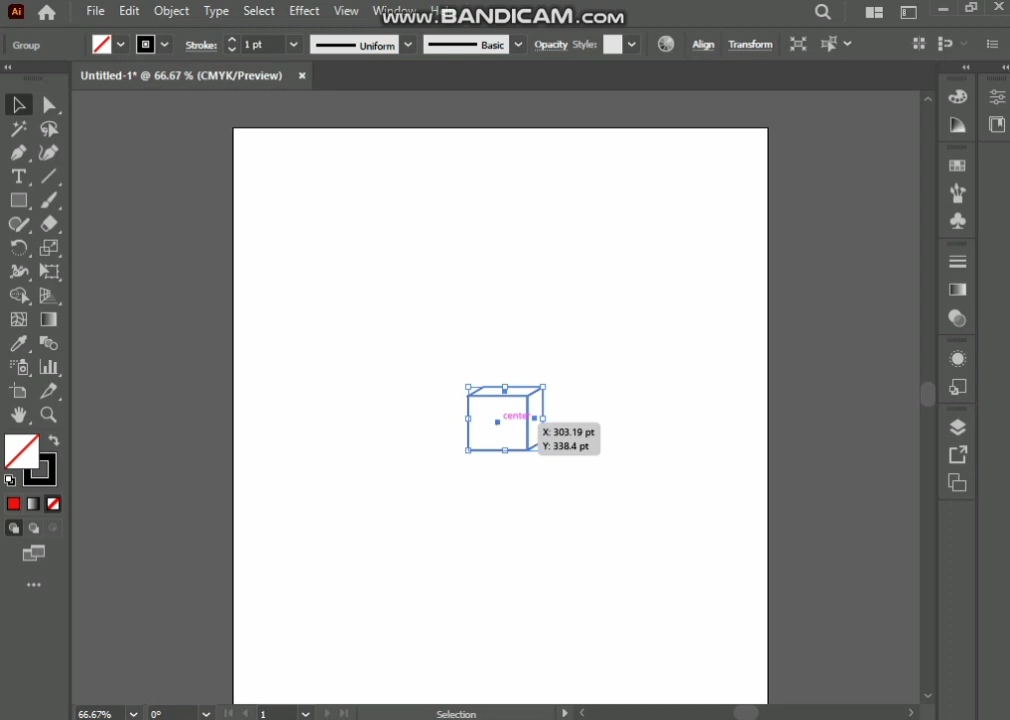 Ai File Edit Object Type Select Effect View Window
www.BANDICAM.com
Group Stroke: 1 pt Uniform Basic Opacity Style: Align Transform
Untitled-1* @ 66.67 % (CMYK/Preview)
T
center
X: 303.19 pt
Y: 338.4 pt
66.67% 0° 1 Selection